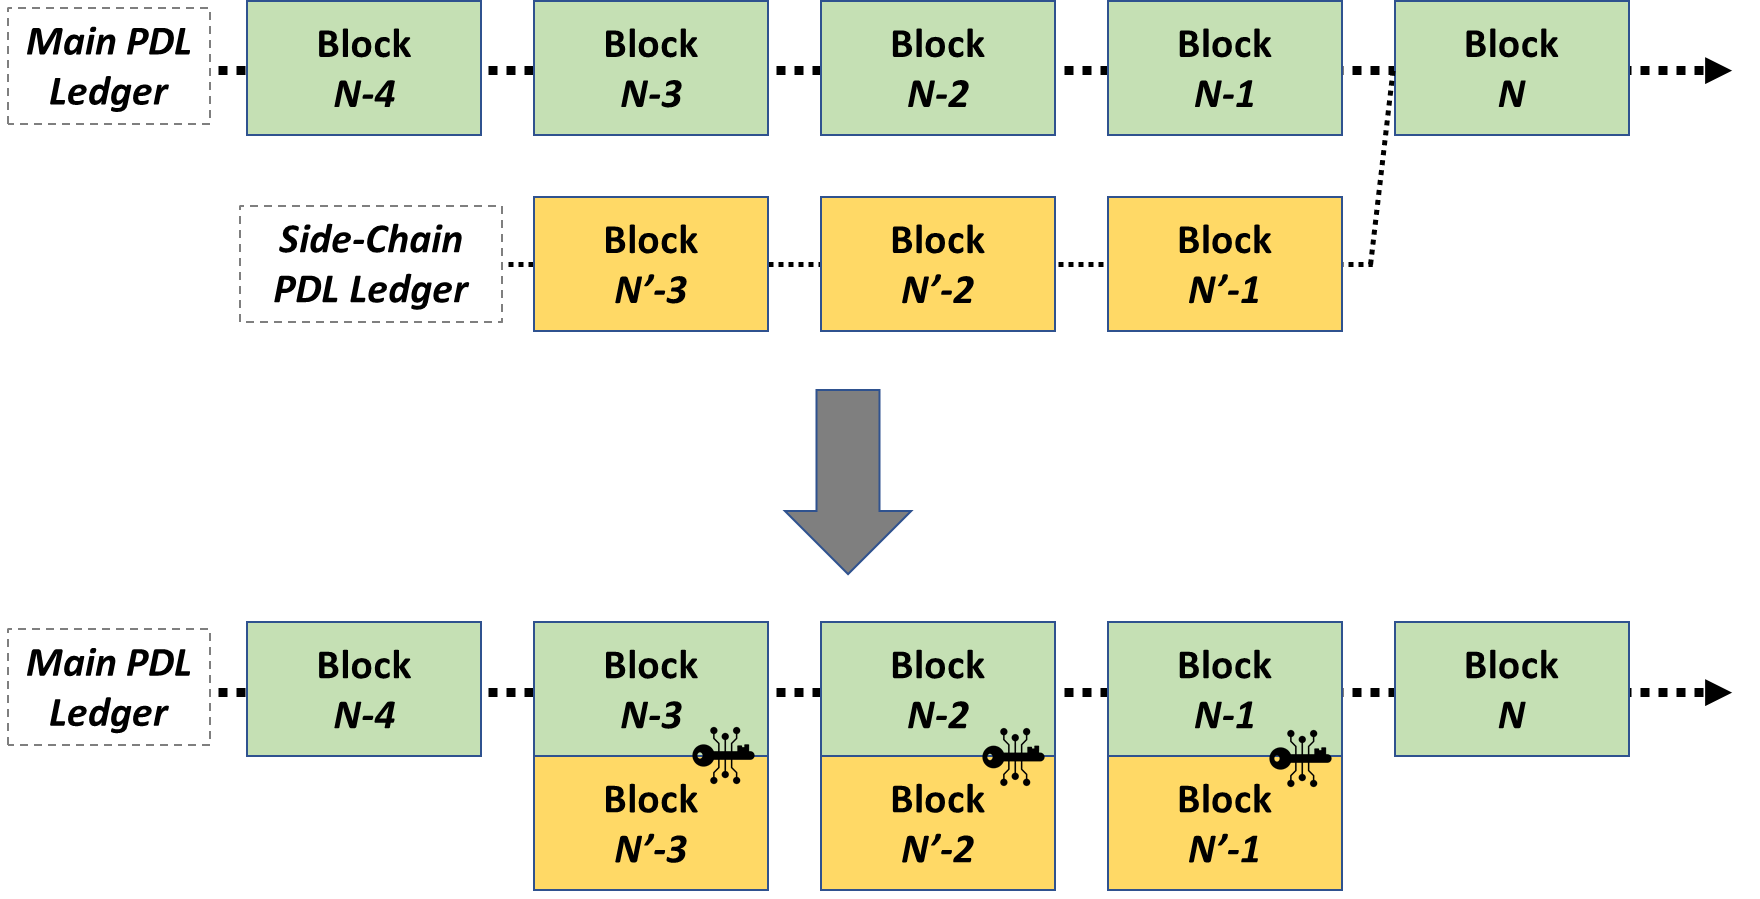 Main PDL
Ledger
Block
N-4
Block
N-3
Block
N-2
Block
N-1
Block
N
Side-Chain
PDL Ledger
Block
N’-3
Block
N’-2
Block
N’-1
Main PDL
Ledger
Block
N-4
Block
N-3
Block
N-2
Block
N-1
Block
N
Block
N’-3
Block
N’-2
Block
N’-1